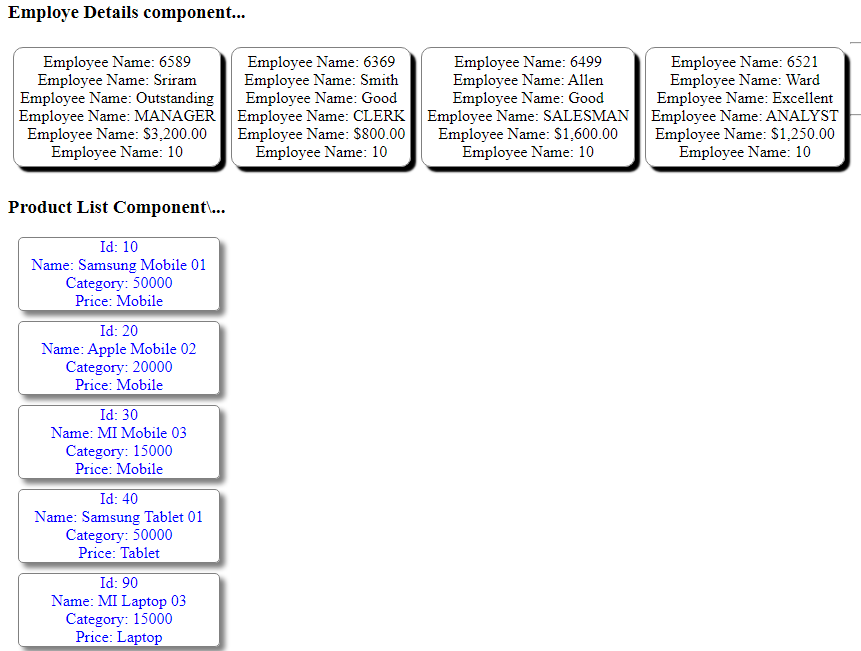 Employe Details component...
Employee Name: 6589
Employee Name: Sriram
Employee Name: Outstanding
Employee Name: MANAGER
Employee Name: $3,200.00
Employee Name: 10
Employee Name: 6369
Employee Name: Smith
Employee Name: Good
Employee Name: CLERK
Employee Name: $800.00
Employee Name: 10
Employee Name: 6499
Employee Name: Allen
Employee Name: Good
Employee Name: SALESMAN
Employee Name: $1,600.00
Employee Name: 10
Employee Name: 6521
Employee Name: Ward
Employee Name: Excellent
Employee Name: ANALYST
Employee Name: $1,250.00
Employee Name: 10
Product List Component\...
Id: 10
Name: Samsung Mobile 01
Category: 50000
Price: Mobile
Id: 20
Name: Apple Mobile 02
Category: 20000
Price: Mobile
Id: 30
Name: MI Mobile 03
Category: 15000
Price: Mobile
Id: 40
Name: Samsung Tablet 01
Category: 50000
Price: Tablet
Id: 90
Name: MI Laptop 03
Category: 15000
Price: Laptop